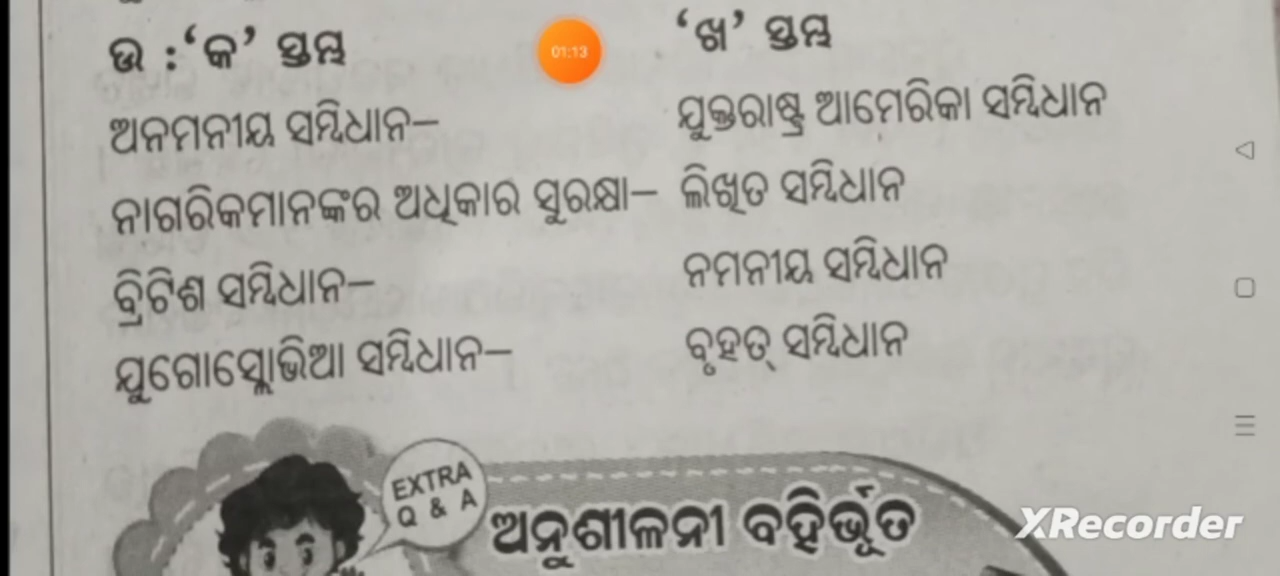 ଉ : ‘କ’ ସ୍ତମ୍ଭ ‘ଖ’ ସ୍ତମ୍ଭ
01:13
ଅନମନୀୟ ସମ୍ବିଧାନ– ଯୁକ୍ତରାଷ୍ଟ୍ର ଆମେରିକା ସମ୍ବିଧାନ
ନାଗରିକମାନଙ୍କର ଅଧିକାର ସୁରକ୍ଷା– ଲିଖିତ ସମ୍ବିଧାନ
ବ୍ରିଟିଶ ସମ୍ବିଧାନ– ନମନୀୟ ସମ୍ବିଧାନ
ଯୁଗୋସ୍ଲୋଭିଆ ସମ୍ବିଧାନ– ବୃହତ୍ ସମ୍ବିଧାନ
EXTRA
Q & A
ଅନୁଶୀଳନୀ ବହିର୍ଭୂତ
XRecorder